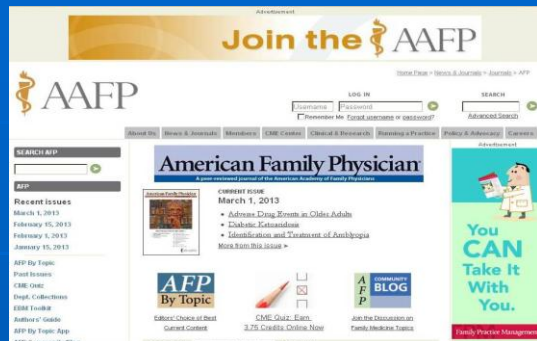 Advertisement
Join the AAFP
Home Page > News & Journals > Journals > AFP
AAFP
LOG IN
SEARCH
Username Password
Remember Me Forgot username or password?
Advanced Search
About Us News & Journals Members CME Center Clinical & Research Running a Practice Policy & Advocacy Careers
SEARCH AFP
AFP
Recent issues
March 1, 2013
February 15, 2013
February 1, 2013
January 15, 2013
AFP By Topic
Past Issues
CME Quiz
Dept. Collections
EBM Toolkit
Authors' Guide
AFP By Topic App
American Family Physician
A peer-reviewed journal of the American Academy of Family Physicians
American Family Physician
CURRENT ISSUE
March 1, 2013
Adverse Drug Events in Older Adults
Diabetic Ketoacidosis
Identification and Treatment of Amblyopia
More from this issue >
AFP
By Topic
Editors' Choice of Best
Current Content
CME Quiz: Earn
3.75 Credits Online Now
AFP
COMMUNITY
BLOG
Join the Discussion on
Family Medicine Topics
Advertisement
You
CAN
Take It
With
You.
Family Practice Management